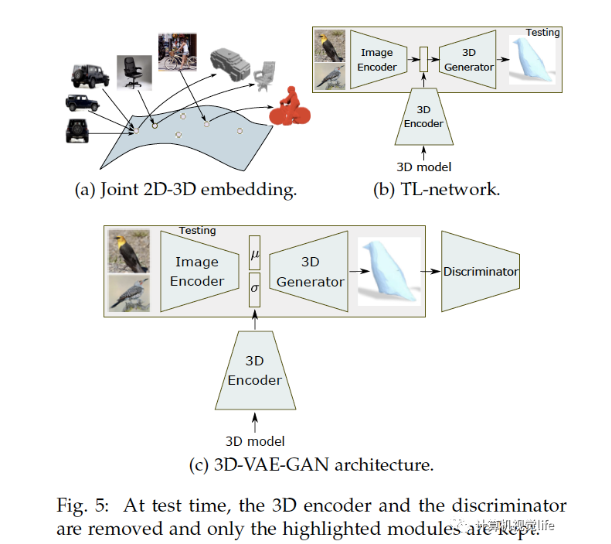 Testing
Image
Encoder
3D
Generator
3D
Encoder
3D model
(a) Joint 2D-3D embedding.
(b) TL-network.
Testing
Image
Encoder
μ
σ
3D
Generator
Discriminator
3D
Encoder
3D model
(c) 3D-VAE-GAN architecture.
Fig. 5: At test time, the 3D encoder and the discriminator
are removed and only the highlighted modules are kept.
计算机视觉life